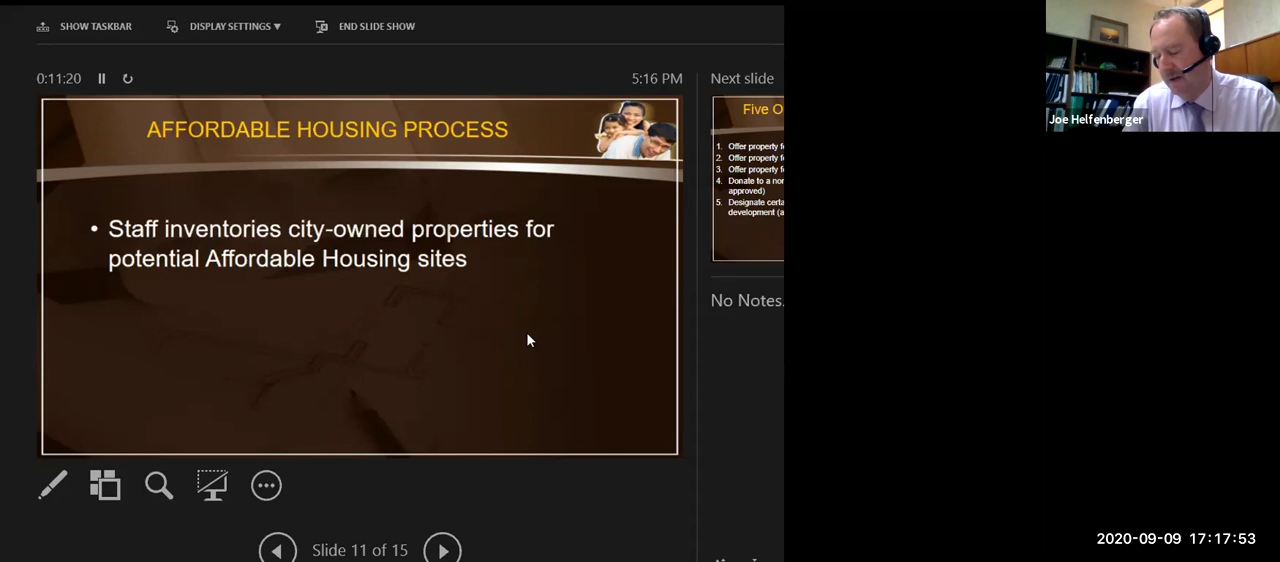 SHOW TASKBAR
DISPLAY SETTINGS
END SLIDE SHOW
0:11:20
5:16 PM
Next slide
AFFORDABLE HOUSING PROCESS
• Staff inventories city-owned properties for
potential Affordable Housing sites
Five O
1. Offer property f
2. Offer property f
3. Offer property f
4. Donate to a nor
approved)
5. Designate certa
development (a
No Notes.
Slide 11 of 15
Joe Helfenberger
2020-09-09 17:17:53